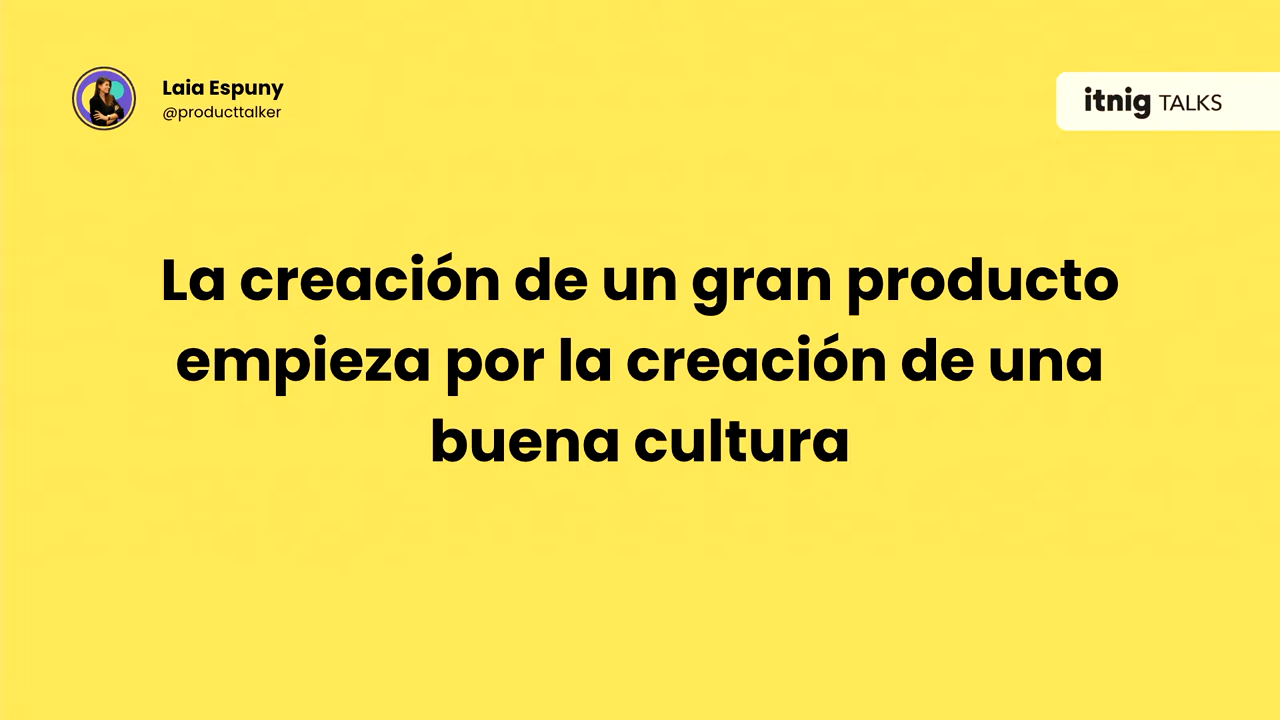 Laia Espuny
@producttalker
itnig TALKS
La creación de un gran producto
empieza por la creación de una
buena cultura